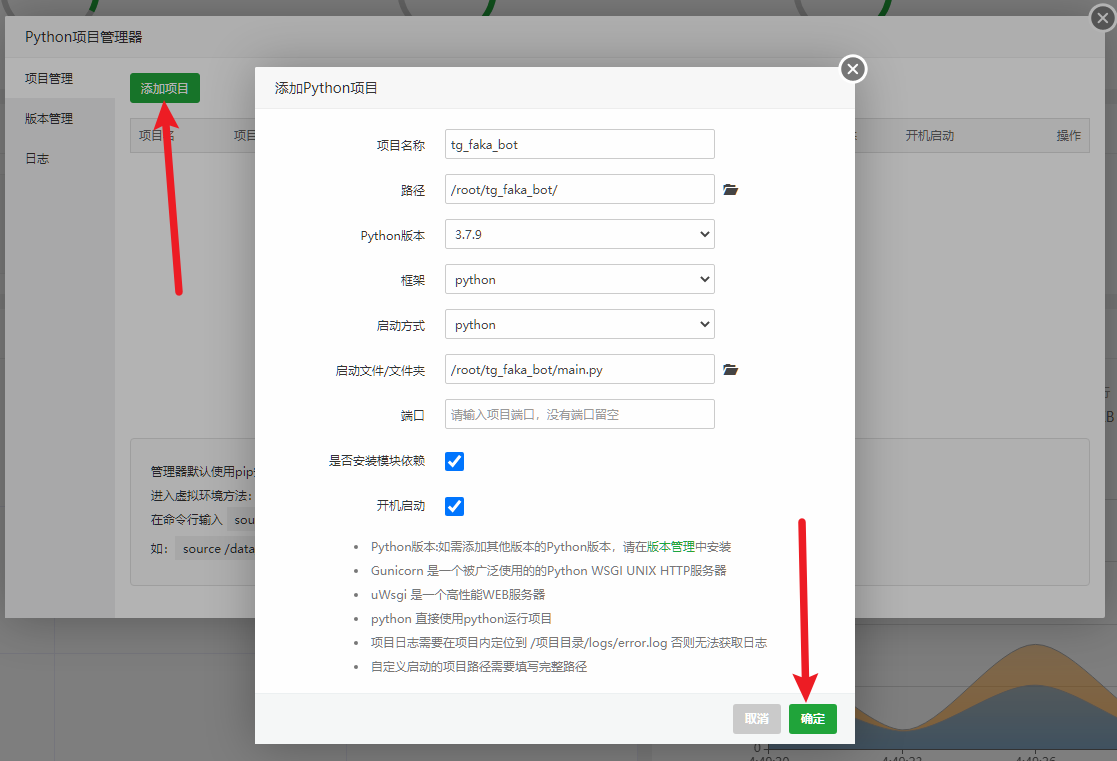 Python项目管理器
项目管理
版本管理
日志
添加项目
开机启动
操作
管理器默认使用pip
进入虚拟环境方法:
在命令行输入 sou
如: source /data
添加Python项目
项目名称 tg_faka_bot
路径 /root/tg_faka_bot/
Python版本 3.7.9
框架 python
启动方式 python
启动文件/文件夹 /root/tg_faka_bot/main.py
端口 请输入项目端口，没有端口留空
是否安装模块依赖
开机启动
Python版本:如需添加其他版本的Python版本，请在版本管理中安装
Gunicorn 是一个被广泛使用的的Python WSGI UNIX HTTP服务器
uWsgi 是一个高性能WEB服务器
python 直接使用python运行项目
项目日志需要在项目内定位到 /项目目录/logs/error.log 否则无法获取日志
自定义启动的项目路径需要填写完整路径
取消 确定
0